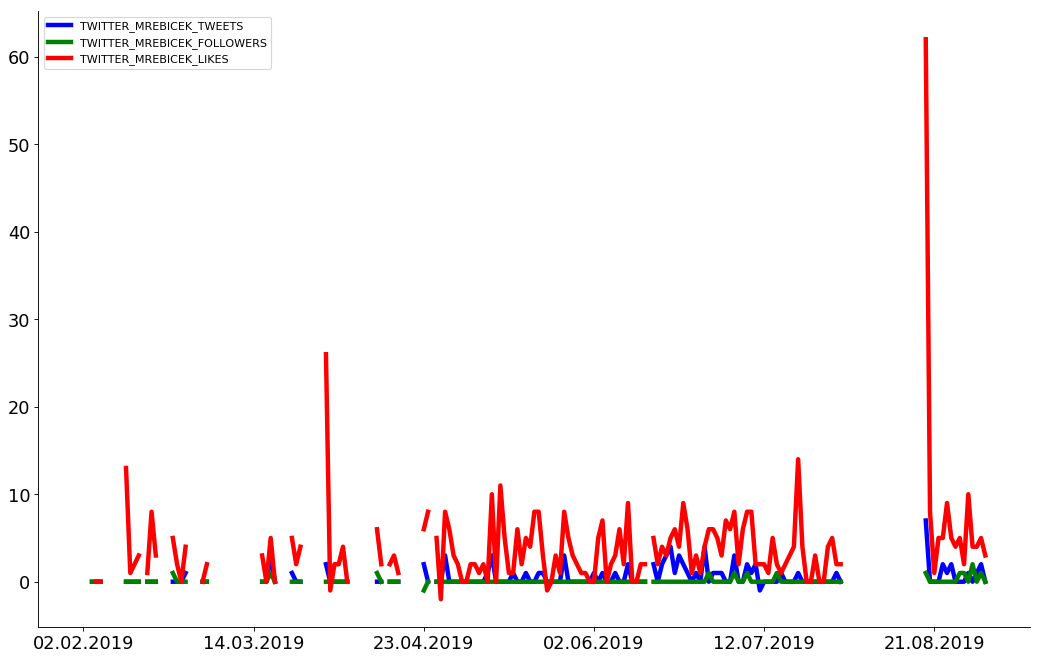 TWITTER_MREBICEK_TWEETS
TWITTER_MREBICEK_FOLLOWERS
TWITTER_MREBICEK_LIKES
60
50
40
30
20
10
0
02.02.2019 14.03.2019 23.04.2019 02.06.2019 12.07.2019 21.08.2019